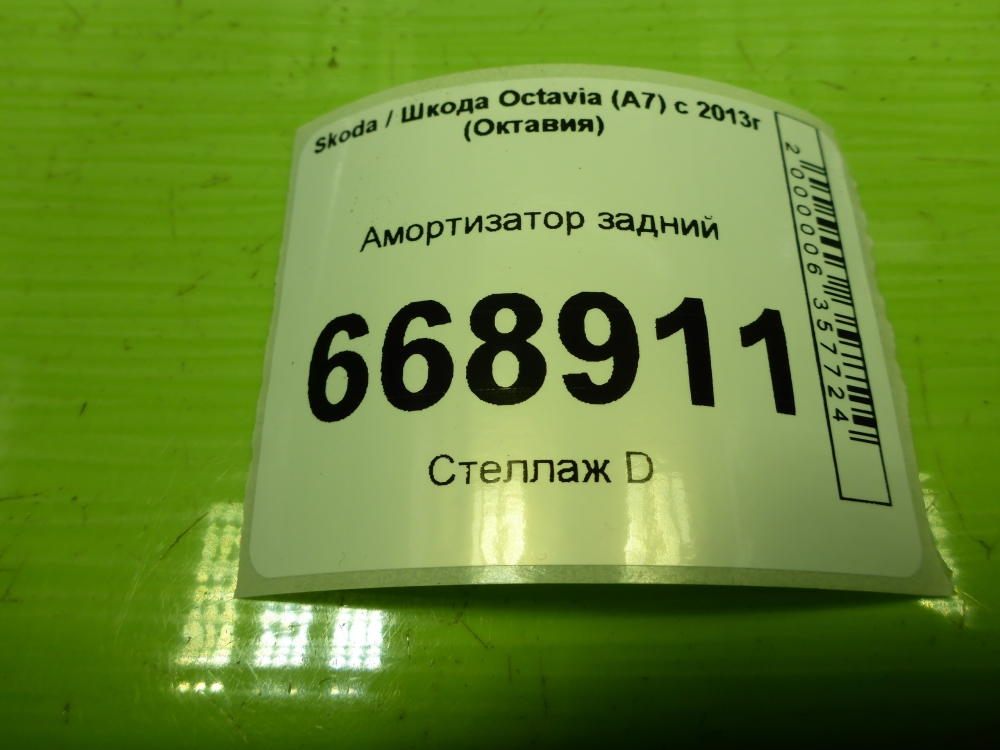 Skoda / Шкода Octavia (A7) с 2013г
(Октавия)
Амортизатор задний
668911
Стеллаж D
2000006357724